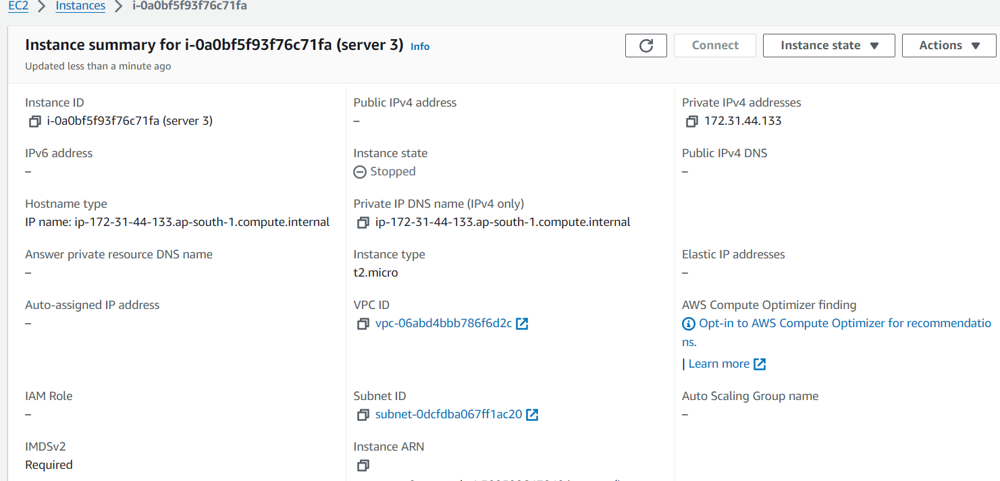 EC2 > Instances > i-0a0bf5f93f76c71fa
Instance summary for i-0a0bf5f93f76c71fa (server 3) Info
Updated less than a minute ago
Connect
Instance state
Actions
Instance ID
i-0a0bf5f93f76c71fa (server 3)
Public IPv4 address
–
Private IPv4 addresses
172.31.44.133
IPv6 address
–
Instance state
Stopped
Public IPv4 DNS
–
Hostname type
IP name: ip-172-31-44-133.ap-south-1.compute.internal
Private IP DNS name (IPv4 only)
ip-172-31-44-133.ap-south-1.compute.internal
Answer private resource DNS name
–
Instance type
t2.micro
Elastic IP addresses
–
Auto-assigned IP address
–
VPC ID
vpc-06abd4bbb786f6d2c
AWS Compute Optimizer finding
Opt-in to AWS Compute Optimizer for recommendatio
ns.
| Learn more
IAM Role
–
Subnet ID
subnet-0dcfdba067ff1ac20
Auto Scaling Group name
–
IMDSv2
Required
Instance ARN